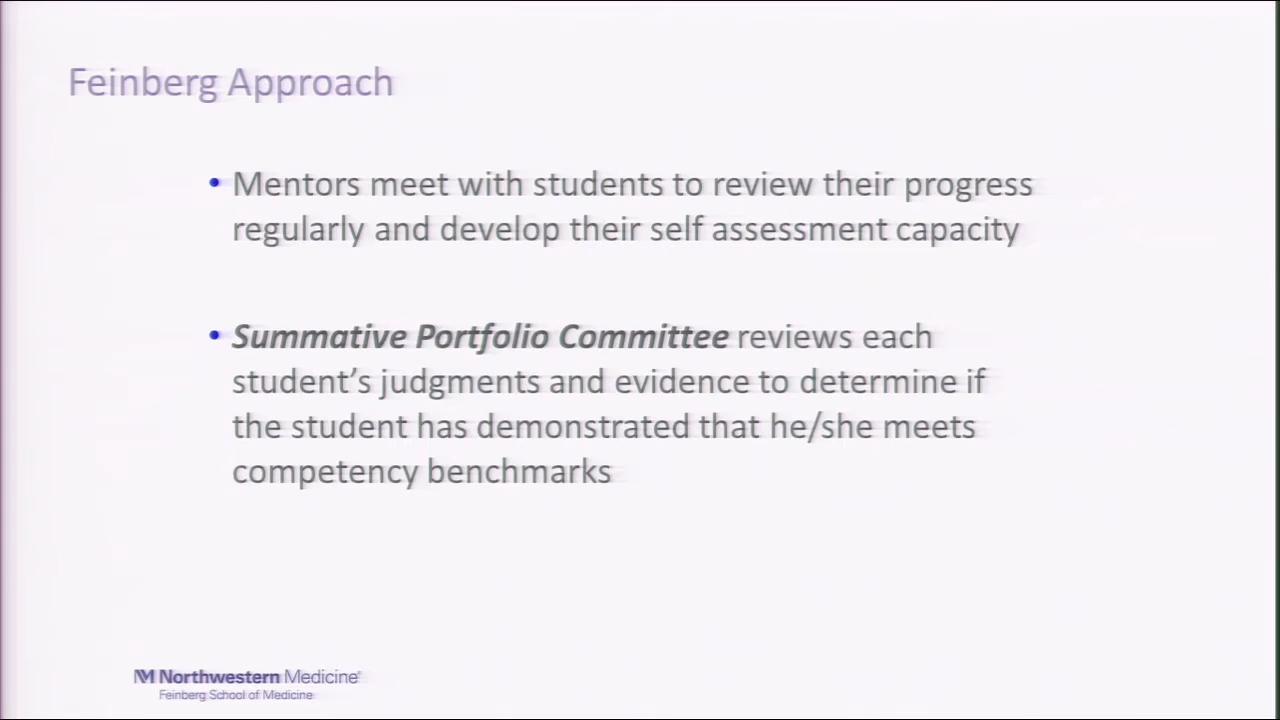 Feinberg Approach
• Mentors meet with students to review their progress
regularly and develop their self assessment capacity
• Summative Portfolio Committee reviews each
student’s judgments and evidence to determine if
the student has demonstrated that he/she meets
competency benchmarks
NM Northwestern Medicine®
Feinberg School of Medicine